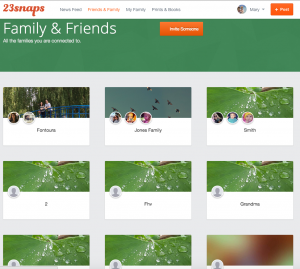 23snaps
News Feed Friends & Family My Family Prints & Books Mary + Post
Family & Friends
Invite Someone
All the families you are connected to.
Fontours Jones Family Smith
2 Fhv Grandma